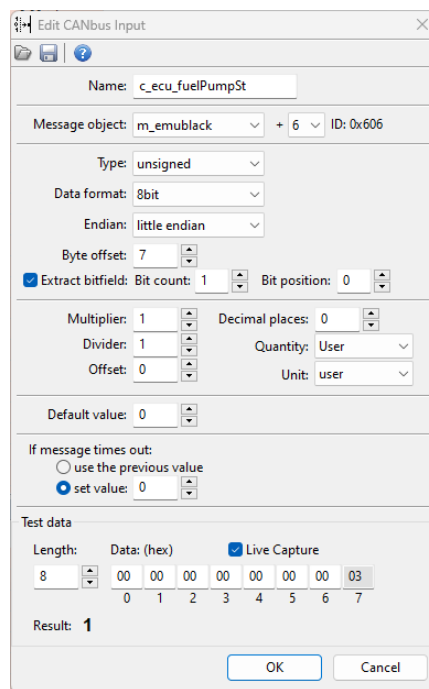 Edit CANbus Input
Name: c_ecu_fuelPumpSt
Message object: m_emublack + 6 ID: 0x606
Type: unsigned
Data format: 8bit
Endian: little endian
Byte offset: 7
Extract bitfield: Bit count: 1 Bit position: 0
Multiplier: 1 Decimal places: 0
Divider: 1 Quantity: User
Offset: 0 Unit: user
Default value: 0
If message times out:
use the previous value
set value: 0
Test data
Length: Data: (hex) Live Capture
8 00 00 00 00 00 00 00 03
0 1 2 3 4 5 6 7
Result: 1
OK Cancel